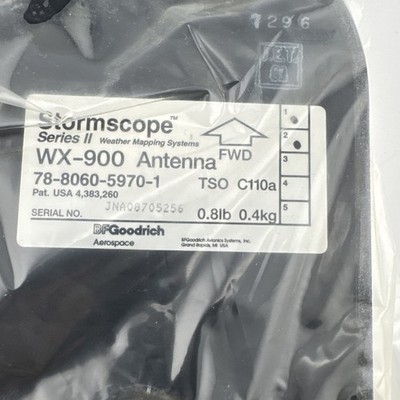 1296
Stormscope™
Series II Weather Mapping Systems
WX-900 Antenna FWD
78-8060-5970-1 TSO C110a
Pat. USA 4,383,260
SERIAL NO. JNA08705256 0.8lb 0.4kg
1
2
3
4
5
BFGoodrich
Aerospace
BFGoodrich Avionics Systems, Inc.
Grand Rapids, MI USA